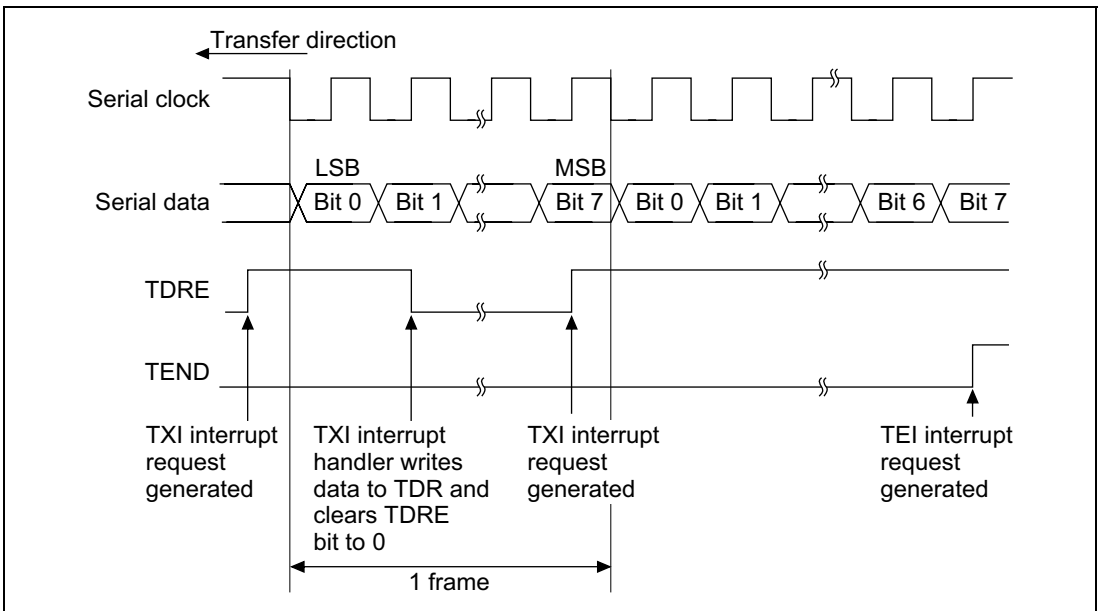 Transfer direction
Serial clock
LSB
MSB
Serial data
Bit 0
Bit 1
Bit 7
Bit 0
Bit 1
Bit 6
Bit 7
TDRE
TEND
TXI interrupt
request
generated
TXI interrupt
handler writes
data to TDR and
clears TDRE
bit to 0
TXI interrupt
request
generated
TEI interrupt
request
generated
1 frame